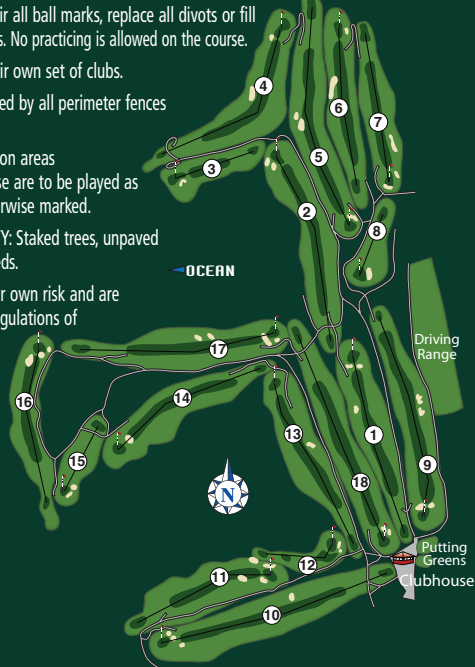 ir all ball marks, replace all divots or fill
s. No practicing is allowed on the course.
ir own set of clubs.
ed by all perimeter fences
on areas
se are to be played as
rwise marked.
Y: Staked trees, unpaved
eds.
r own risk and are
egulations of
4
6
7
3
5
2
8
OCEAN
17
Driving
Range
16
14
13
1
15
9
18
N
Putting
Greens
Clubhouse
12
11
10